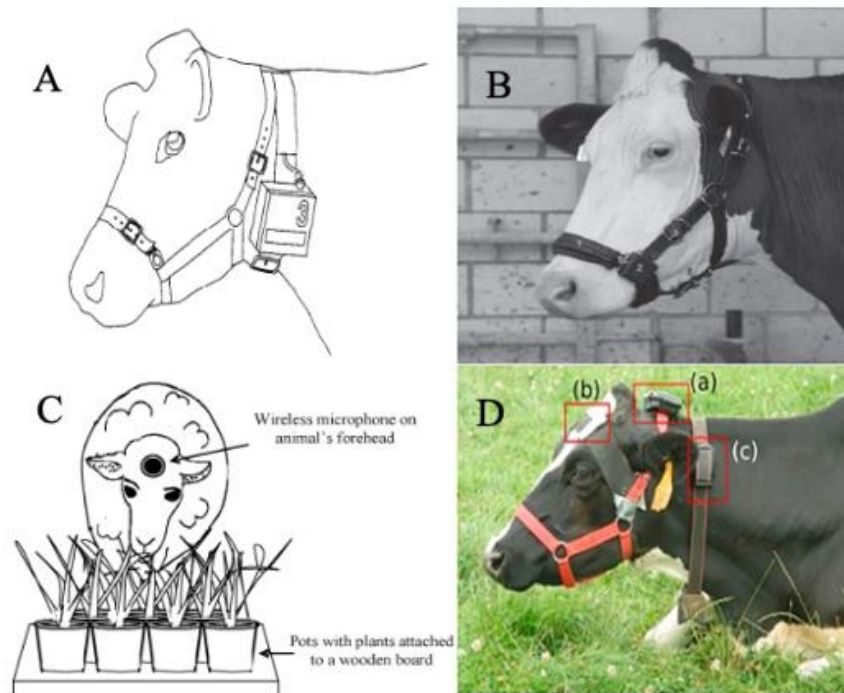 A
B
C
Wireless microphone on
animal's forehead
Pots with plants attached
to a wooden board
D
(a)
(b)
(c)